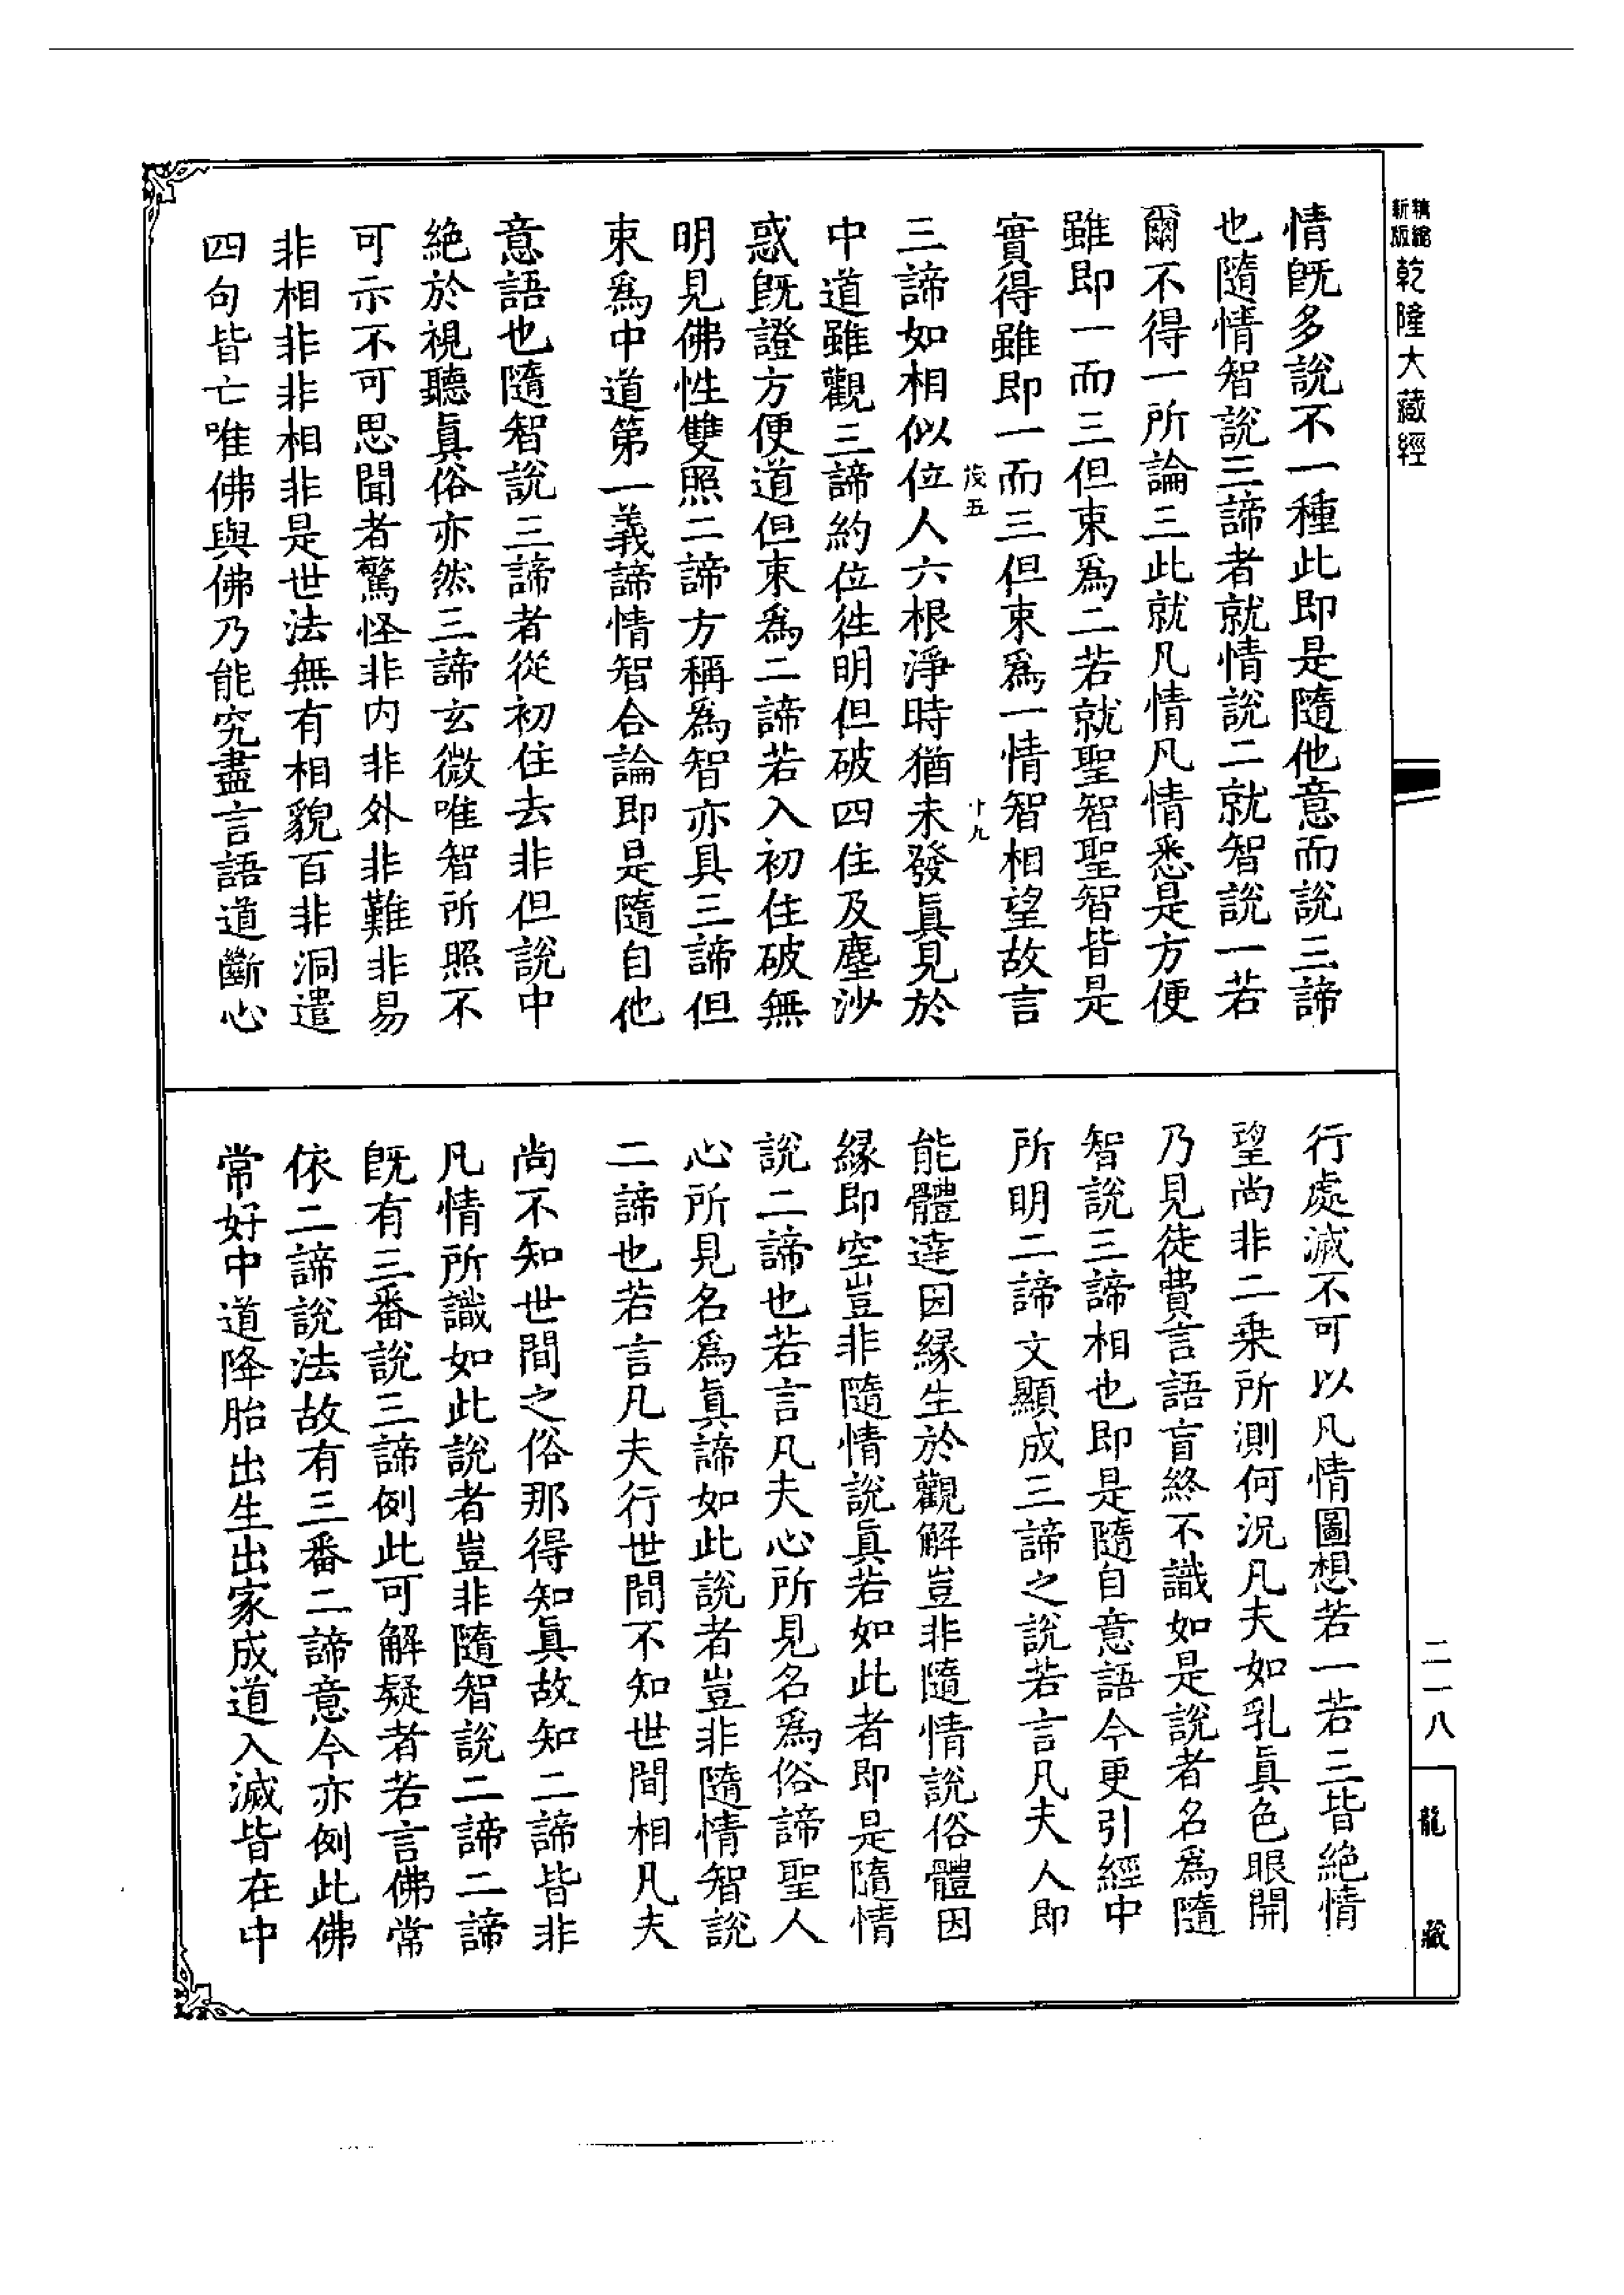 精縮新版乾隆大藏經
情旣多說不一種此即是隨他意而說三諦
也隨情智說三諦者就情說二就智說一若
爾不得一所論三此就凡情凡情悉是方便
雖即一而三但束爲二若就聖智聖智皆是
實得雖即一而三但束爲一情智相望故言
茂五 十九
三諦如相似位人六根淨時猶未發眞見於
中道雖觀三諦約位徃明但破四住及塵沙
惑旣證方便道但束爲二諦若入初住破無
明見佛性雙照二諦方稱爲智亦具三諦但
束爲中道第一義諦情智合論即是隨自他
意語也隨智說三諦者從初住去非但說中
絶於視聽眞俗亦然三諦玄微唯智所照不
可示不可思聞者驚怪非内非外非難非易
非相非非相非是世法無有相貌百非洞遣
四句皆亡唯佛與佛乃能究盡言語道斷心
行處滅不可以凡情圖想若一若三皆絶情
望尚非二乗所測何況凡夫如乳眞色眼開
乃見徒費言語盲終不識如是說者名爲隨
智說三諦相也即是隨自意語今更引經中
所明二諦文顯成三諦之說若言凡夫人即
能體達因緣生於觀解豈非隨情說俗體因
緣即空豈非隨情說眞若如此者即是隨情
說二諦也若言凡夫心所見名爲俗諦聖人
心所見名爲眞諦如此說者豈非隨情智說
二諦也若言凡夫行世間不知世間相凡夫
尚不知世間之俗那得知眞故知二諦皆非
凡情所識如此說者豈非隨智說二諦二諦
旣有三番說三諦例此可解疑者若言佛常
依二諦說法故有三番二諦意今亦例此佛
常好中道降胎出生出家成道入滅皆在中
二一八
龍藏